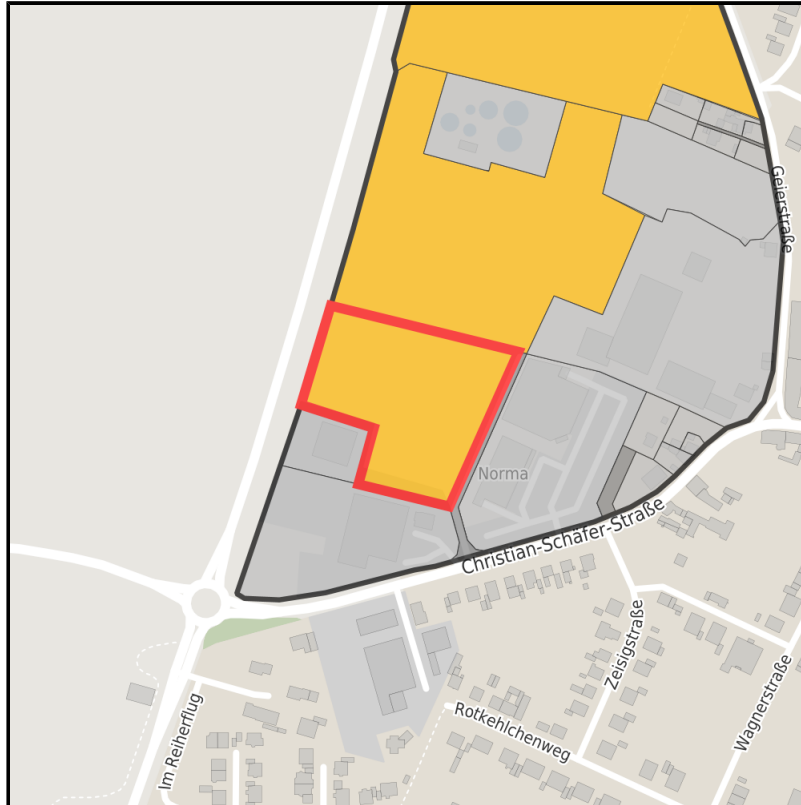 Geierstraße
Norma
Christian-Schäfer-Straße
Zeisigstraße
Wagnerstraße
Im Reiherflug
Rotkehlchenweg